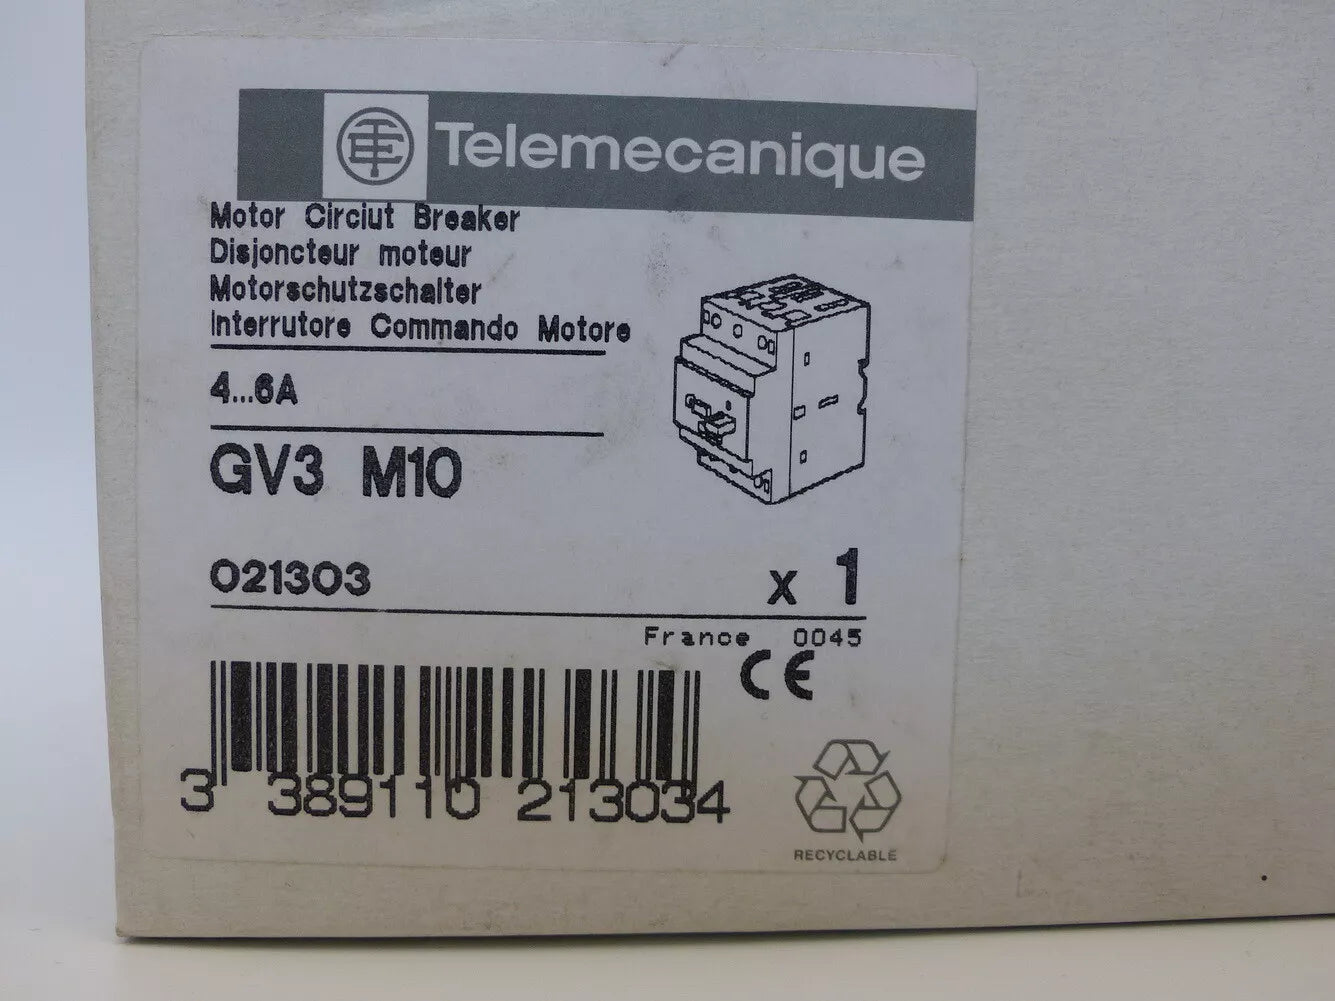 Telemecanique
Motor Circiut Breaker
Disjoncteur moteur
Motorschutzschalter
Interrutore Commando Motore
4...6A
GV3 M10
021303 x 1
France 0045
CE
3 389110 213034
RECYCLABLE